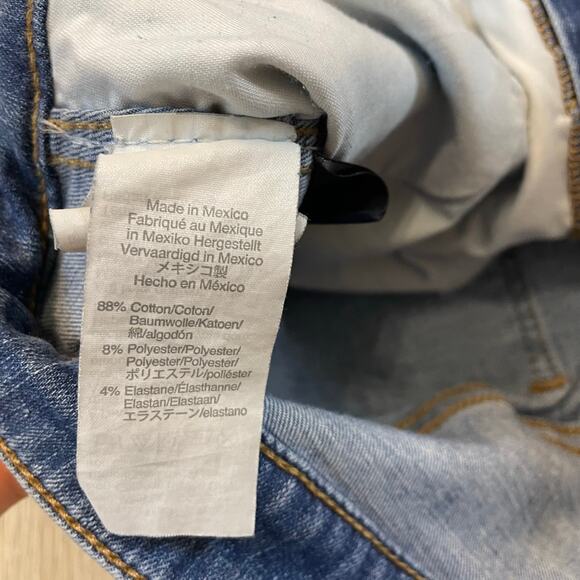 Made in Mexico
Fabriqué au Mexique
in Mexiko Hergestellt
Vervaardigd in Mexico
メキシコ製
Hecho en México
88% Cotton/Coton/
Baumwolle/Katoen/
綿/algodón
8% Polyester/Polyester/
Polyester/Polyester/
ポリエステル/poliéster
4% Elastane/Élasthanne/
Elastan/Elastaan/
エラステーン/elastano